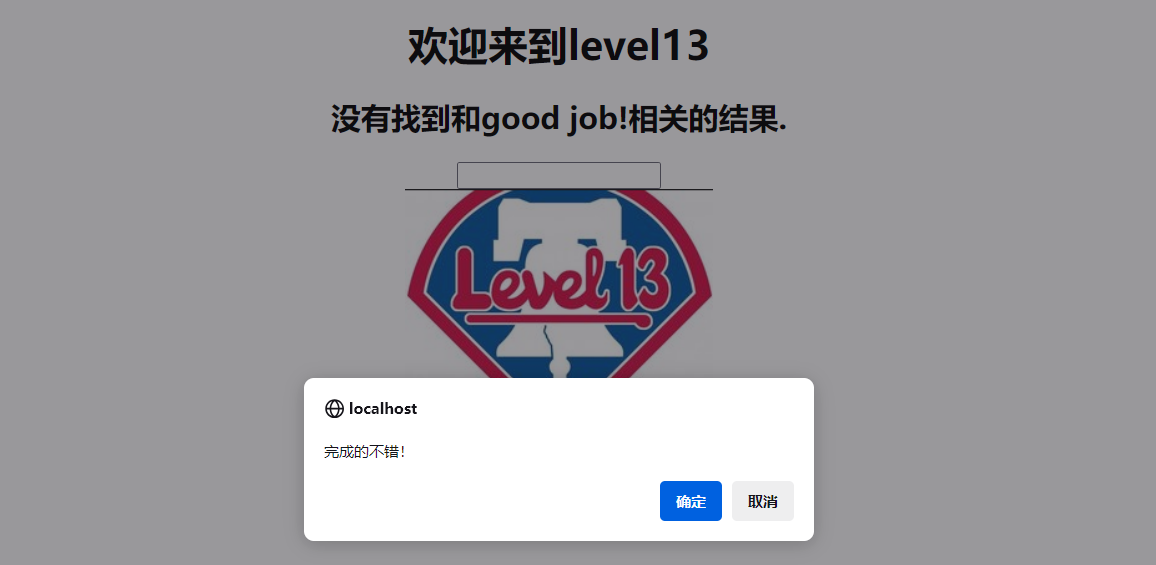 欢迎来到level13
没有找到和good job!相关的结果.
Level 13
localhost
完成的不错!
确定
取消